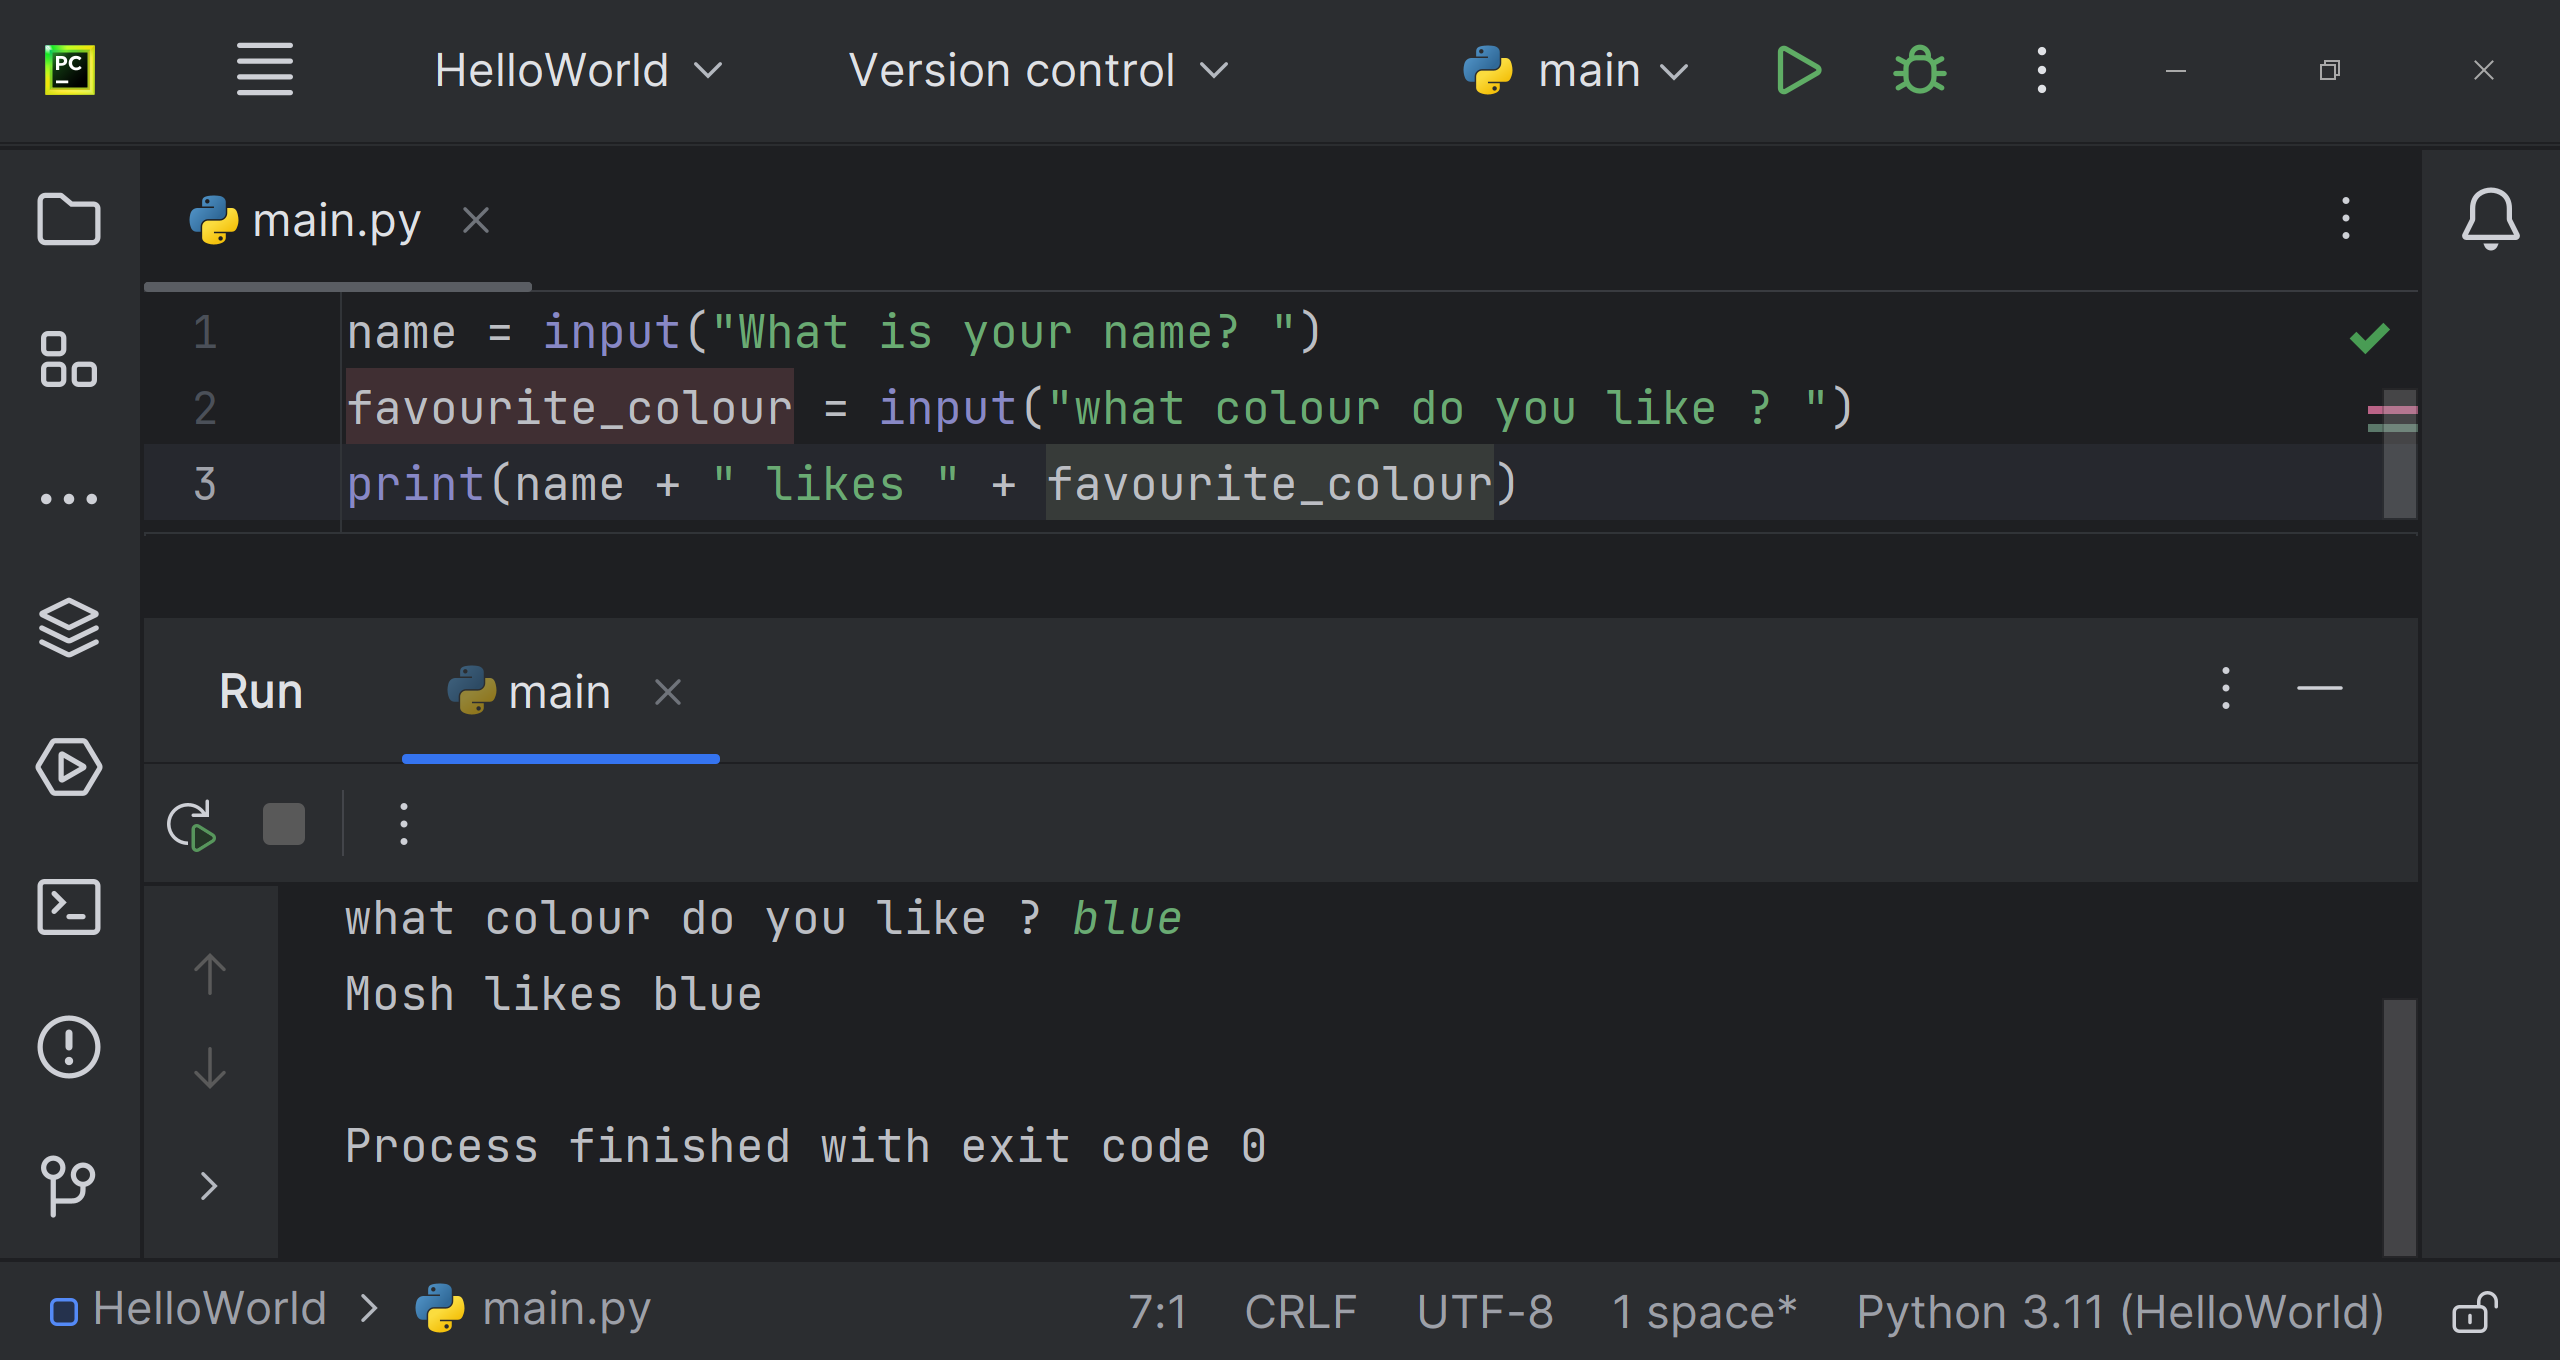 PC HelloWorld Version control main
main.py
1 name = input("What is your name? ")
2 favourite_colour = input("what colour do you like ? ")
3 print(name + " likes " + favourite_colour)
Run main
what colour do you like ? blue
Mosh likes blue
Process finished with exit code 0
HelloWorld > main.py 7:1 CRLF UTF-8 1 space* Python 3.11 (HelloWorld)